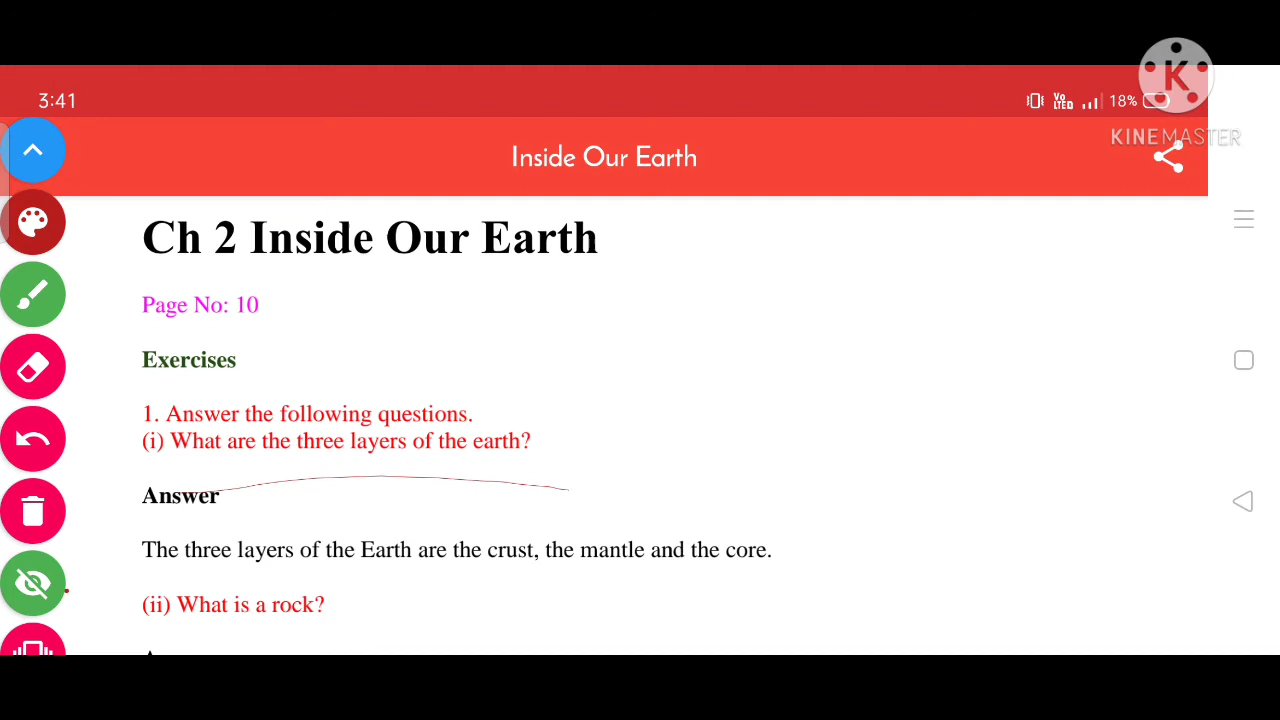 3:41
Vo LTED 18%
K
KINEMASTER
Inside Our Earth
Ch 2 Inside Our Earth
Page No: 10
Exercises
1. Answer the following questions.
(i) What are the three layers of the earth?
Answer
The three layers of the Earth are the crust, the mantle and the core.
(ii) What is a rock?